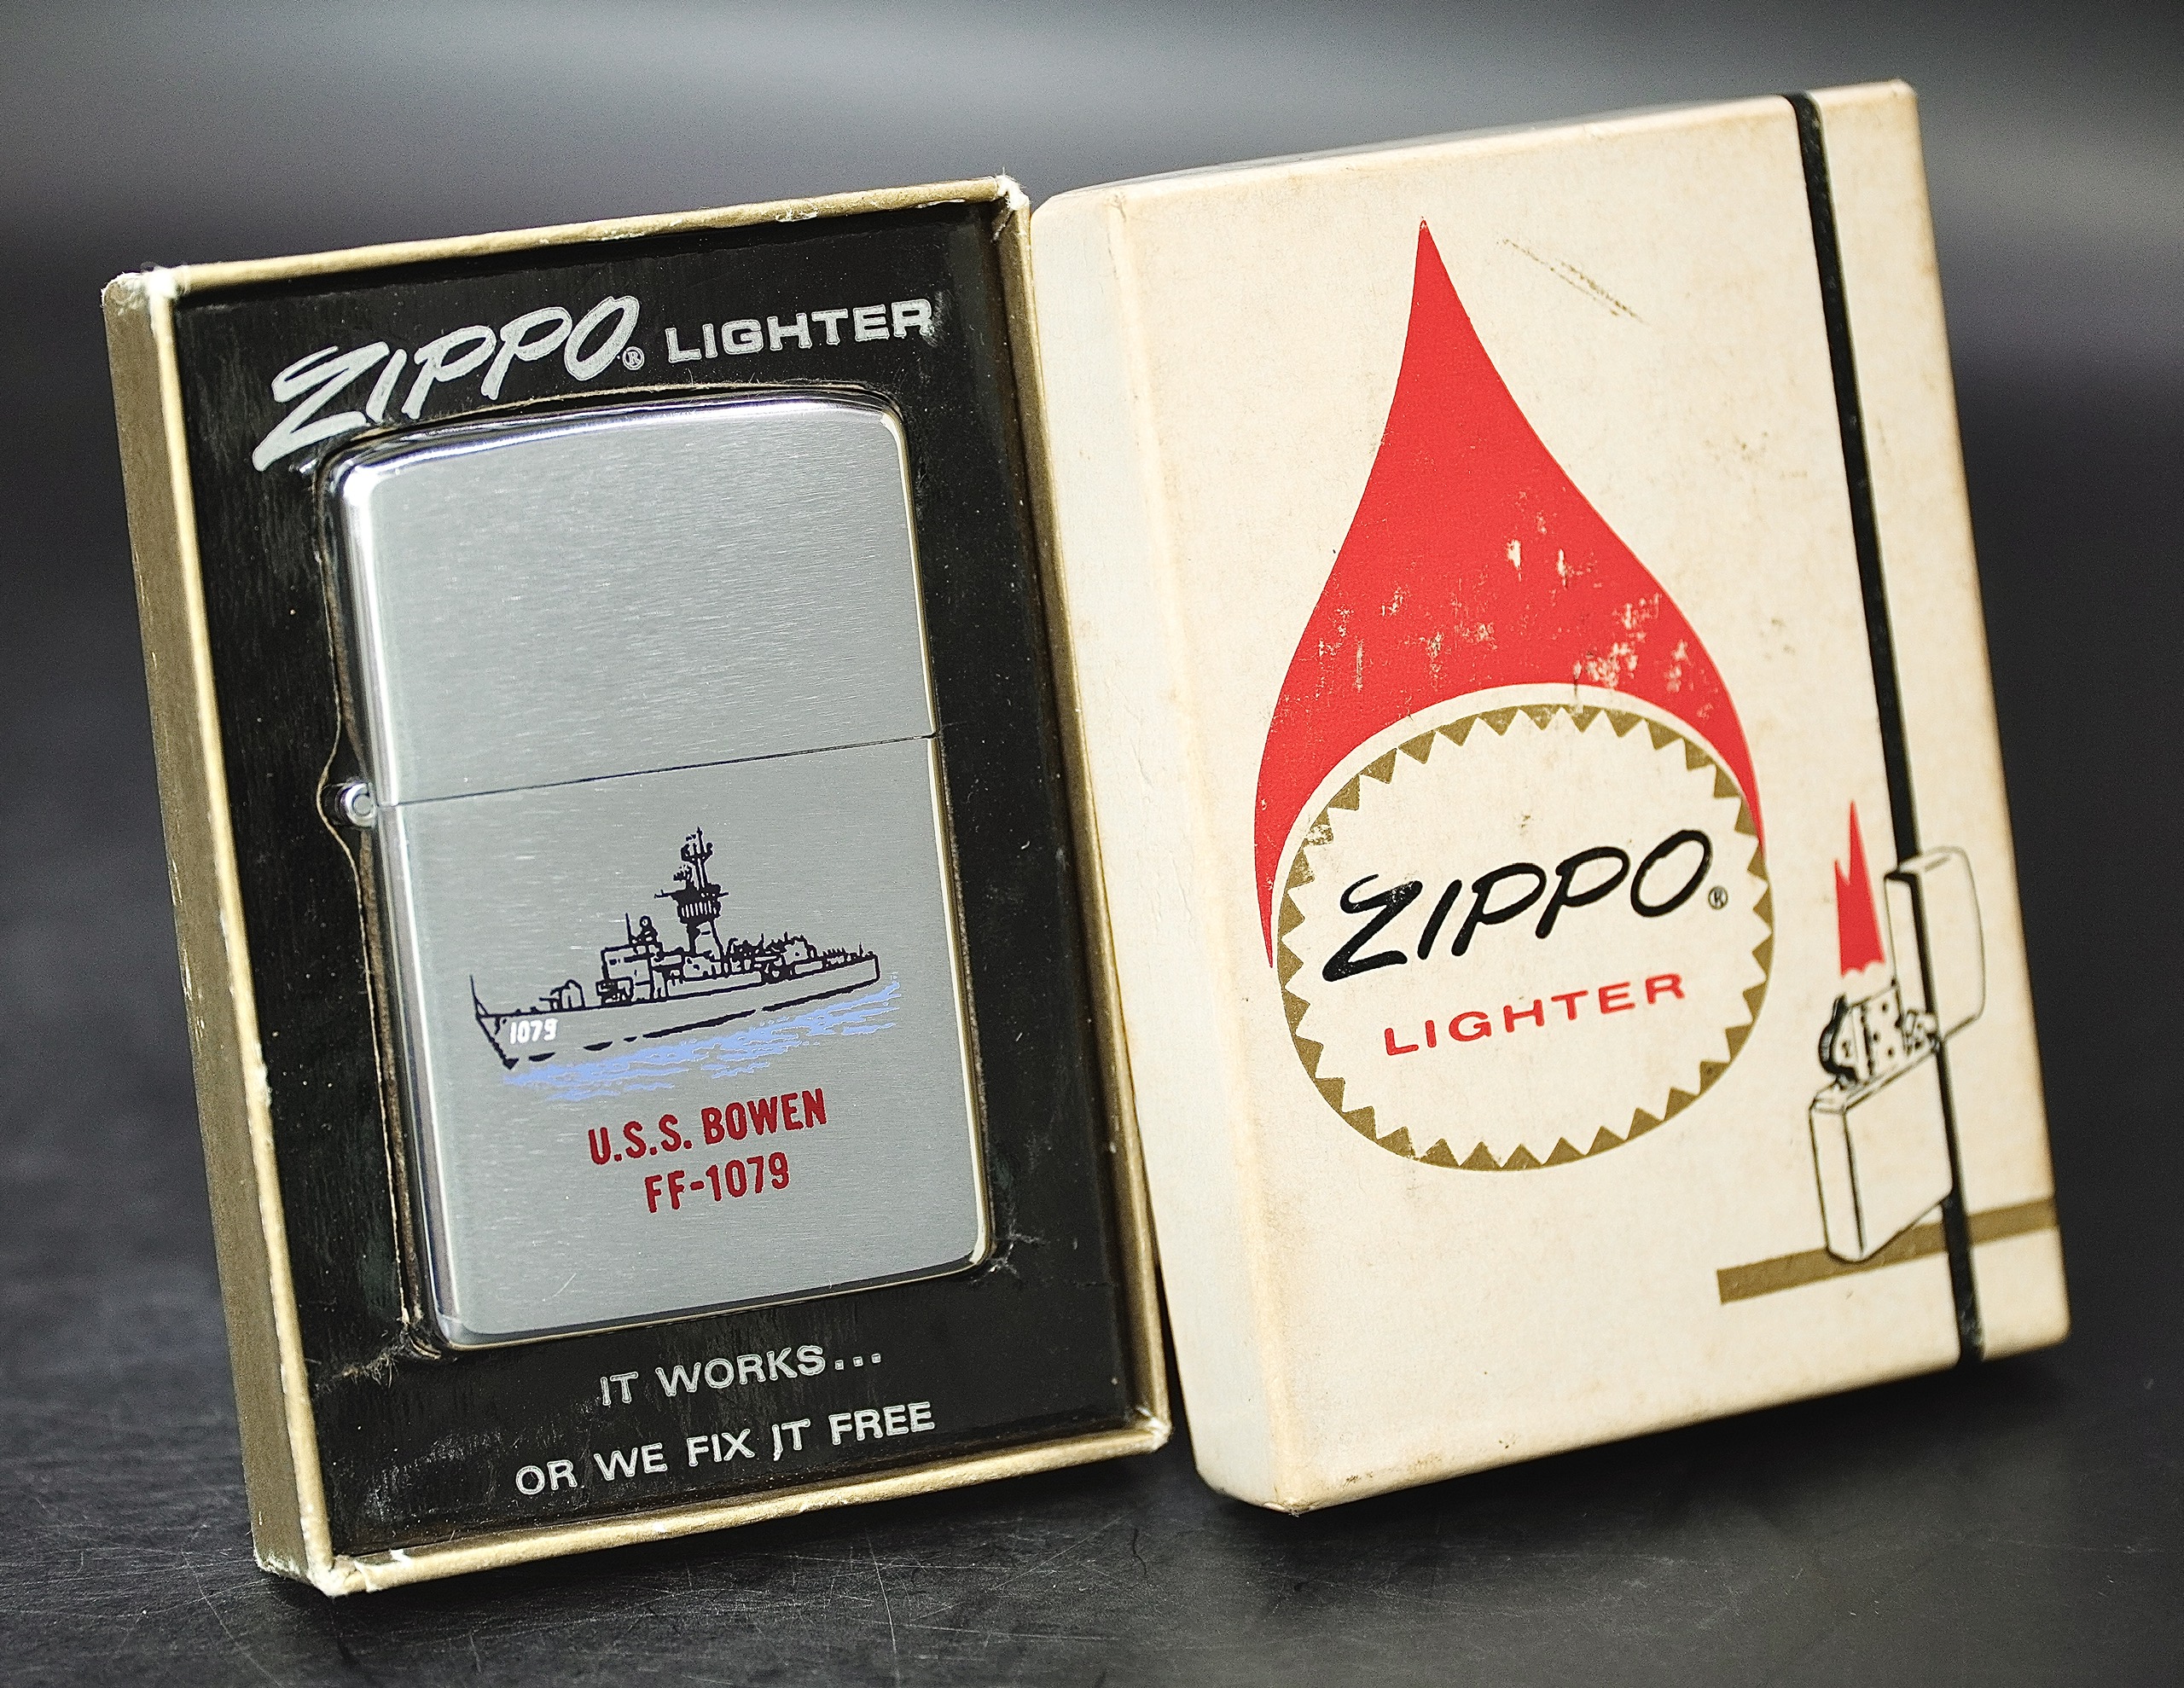 ZIPPO® LIGHTER
1079
U.S.S. BOWEN
FF-1079
IT WORKS...
OR WE FIX IT FREE
ZIPPO®
LIGHTER